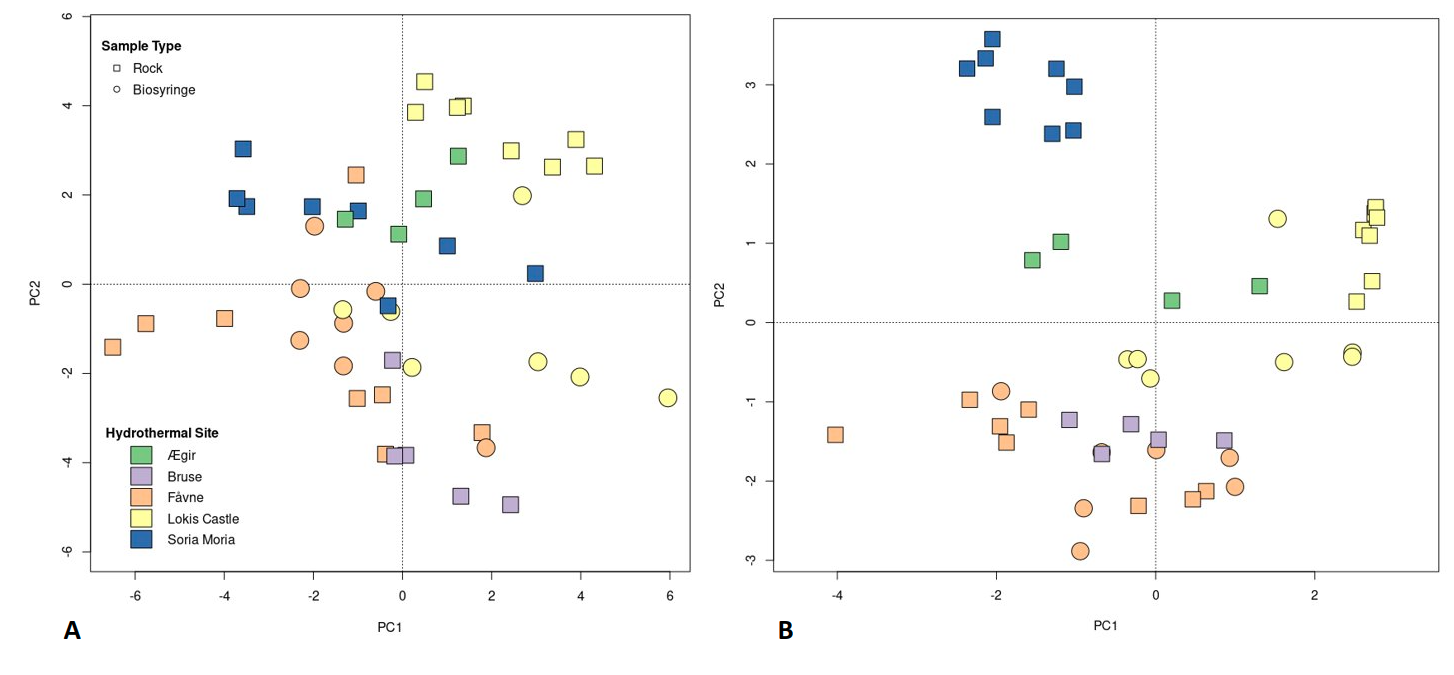 Sample Type
Rock
Biosyringe
Hydrothermal Site
Ægir
Bruse
Fåvne
Lokis Castle
Soria Moria
6
4
2
0
-2
-4
-6
PC2
-6 -4 -2 0 2 4 6
PC1
A
3
2
1
0
-1
-2
-3
PC2
-4 -2 0 2
PC1
B